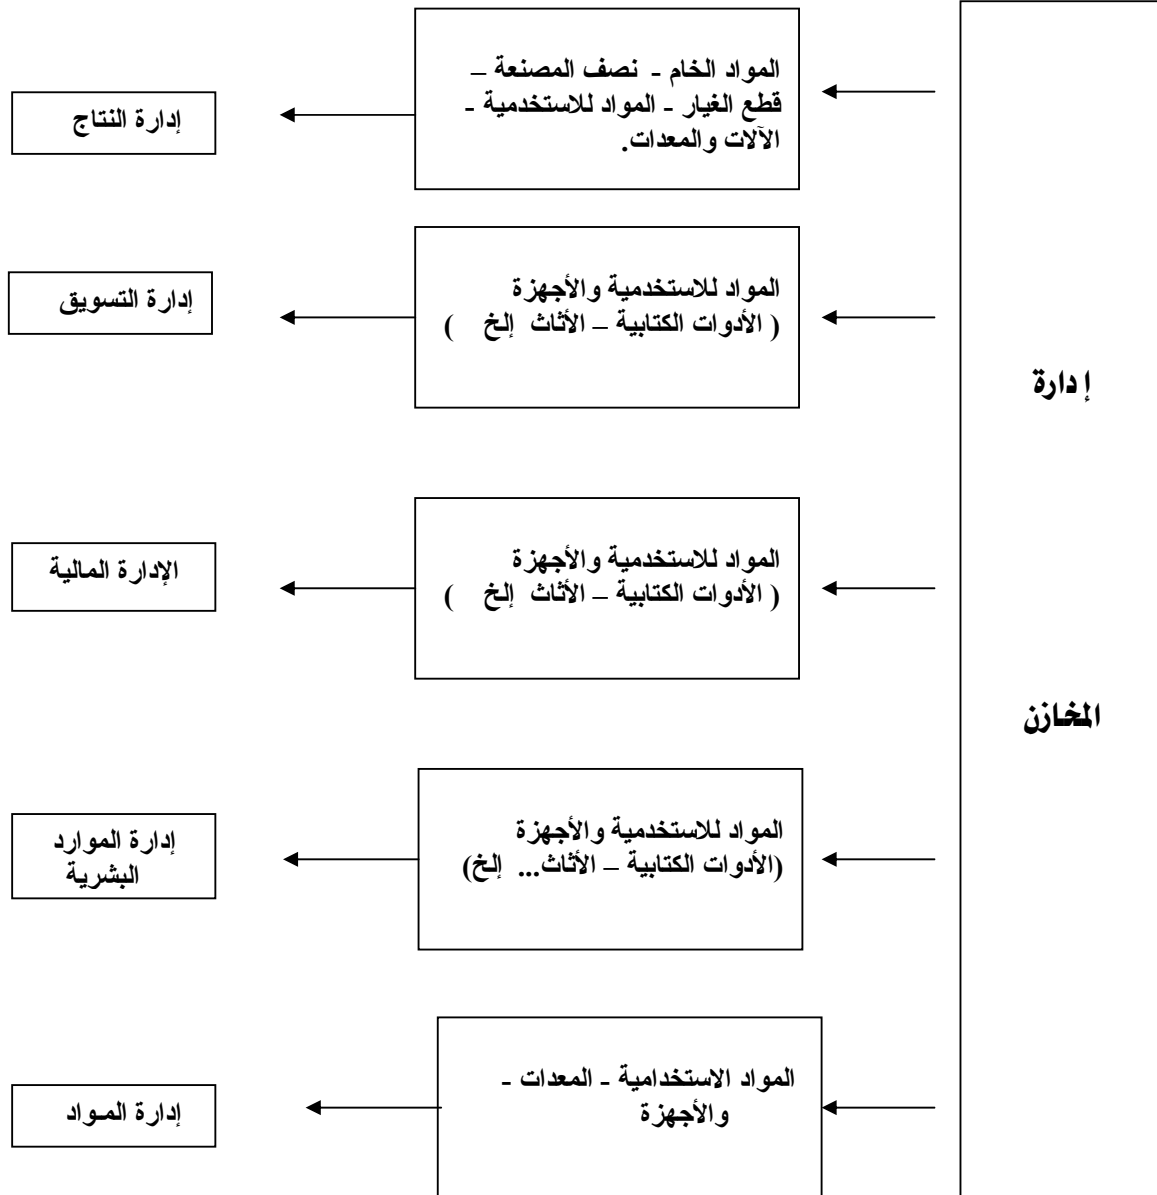 إدارة
المخازن
المواد الخام - نصف المصنعة –
قطع الغيار - المواد للاستخدمية -
الآلات والمعدات.
إدارة النتاج
المواد للاستخدمية والأجهزة
( الأدوات الكتابية – الأثاث إلخ )
إدارة التسويق
المواد للاستخدمية والأجهزة
( الأدوات الكتابية – الأثاث إلخ )
الإدارة المالية
المواد للاستخدمية والأجهزة
(الأدوات الكتابية – الأثاث... إلخ)
إدارة الموارد
البشرية
المواد الاستخدامية - المعدات -
والأجهزة
إدارة المـواد